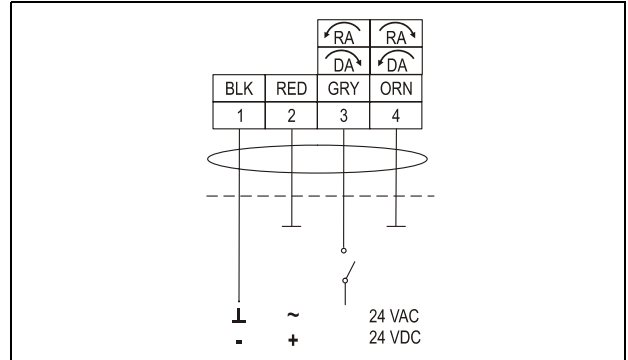 RA RA
DA DA
BLK RED GRY ORN
1 2 3 4
⊥ ~ 24 VAC
- + 24 VDC